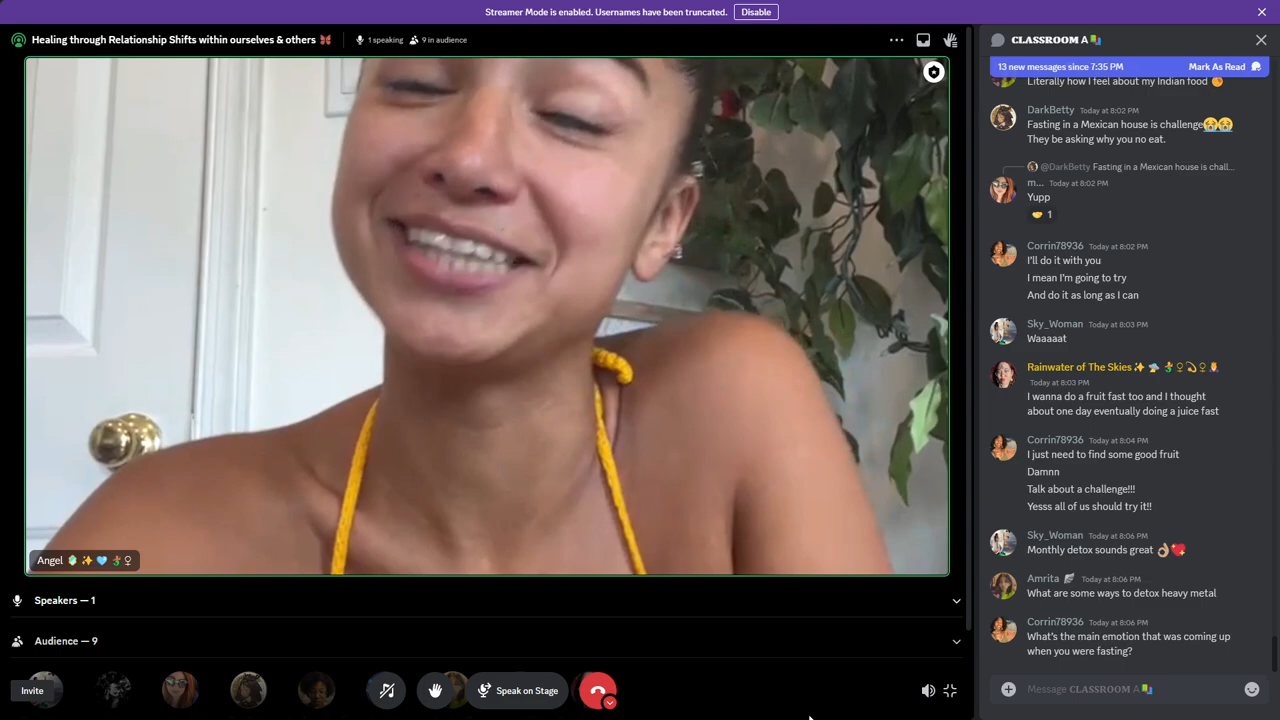 Streamer Mode is enabled. Usernames have been truncated. Disable
Healing through Relationship Shifts within ourselves & others 🦋 1 speaking 9 in audience
Angel
Speakers — 1
Audience — 9
Invite
Speak on Stage
CLASSROOM A
13 new messages since 7:35 PM Mark As Read
Literally how I feel about my Indian food
DarkBetty Today at 8:02 PM
Fasting in a Mexican house is challenge😭😭
They be asking why you no eat.
@DarkBetty Fasting in a Mexican house is chall...
m... Today at 8:02 PM
Yupp
1
Corrin78936 Today at 8:02 PM
I'll do it with you
I mean I'm going to try
And do it as long as I can
Sky_Woman Today at 8:03 PM
Waaaaat
Rainwater of The Skies
Today at 8:03 PM
I wanna do a fruit fast too and I thought
about one day eventually doing a juice fast
Corrin78936 Today at 8:04 PM
I just need to find some good fruit
Damnn
Talk about a challenge!!!
Yesss all of us should try it!!
Sky_Woman Today at 8:06 PM
Monthly detox sounds great 👌🏽💖
Amrita Today at 8:06 PM
What are some ways to detox heavy metal
Corrin78936 Today at 8:06 PM
What's the main emotion that was coming up
when you were fasting?
Message CLASSROOM A